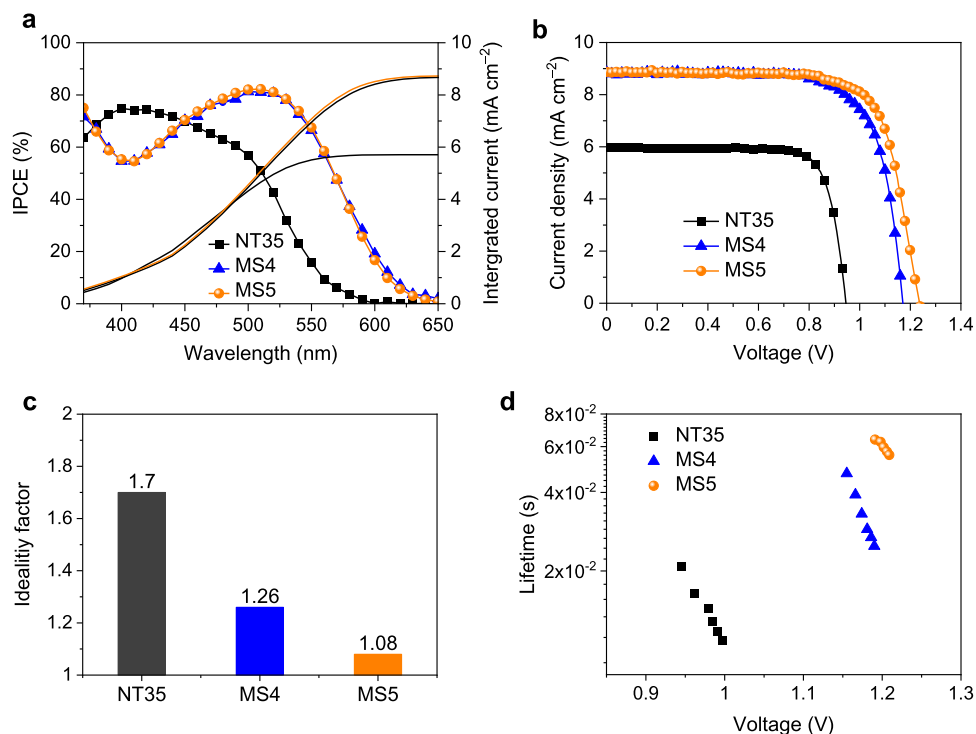 a
100
80
60
40
20
0
IPCE (%)
10
8
6
4
2
0
Intergrated current (mA cm⁻²)
NT35
MS4
MS5
400 450 500 550 600 650
Wavelength (nm)
b
10
8
6
4
2
0
Current density (mA cm⁻²)
NT35
MS4
MS5
0 0.2 0.4 0.6 0.8 1 1.2 1.4
Voltage (V)
c
2
1.8
1.6
1.4
1.2
1
Idealitiy factor
1.7
1.26
1.08
NT35 MS4 MS5
d
8x10⁻²
6x10⁻²
4x10⁻²
2x10⁻²
Lifetime (s)
NT35
MS4
MS5
0.9 1 1.1 1.2 1.3
Voltage (V)